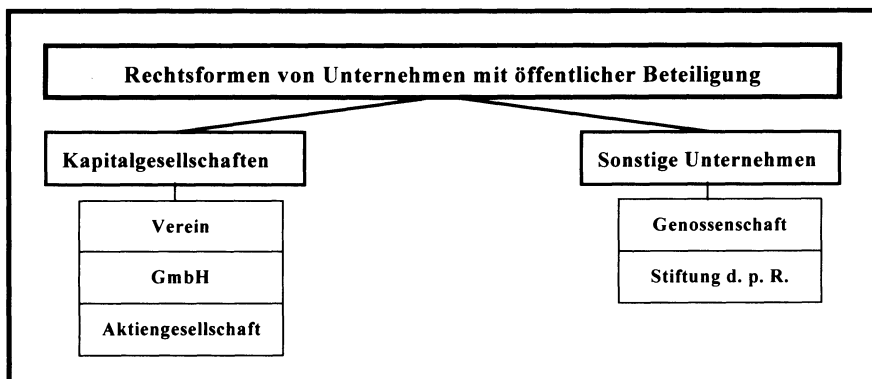 Rechtsformen von Unternehmen mit öffentlicher Beteiligung
Kapitalgesellschaften
Sonstige Unternehmen
Verein
GmbH
Aktiengesellschaft
Genossenschaft
Stiftung d. p. R.